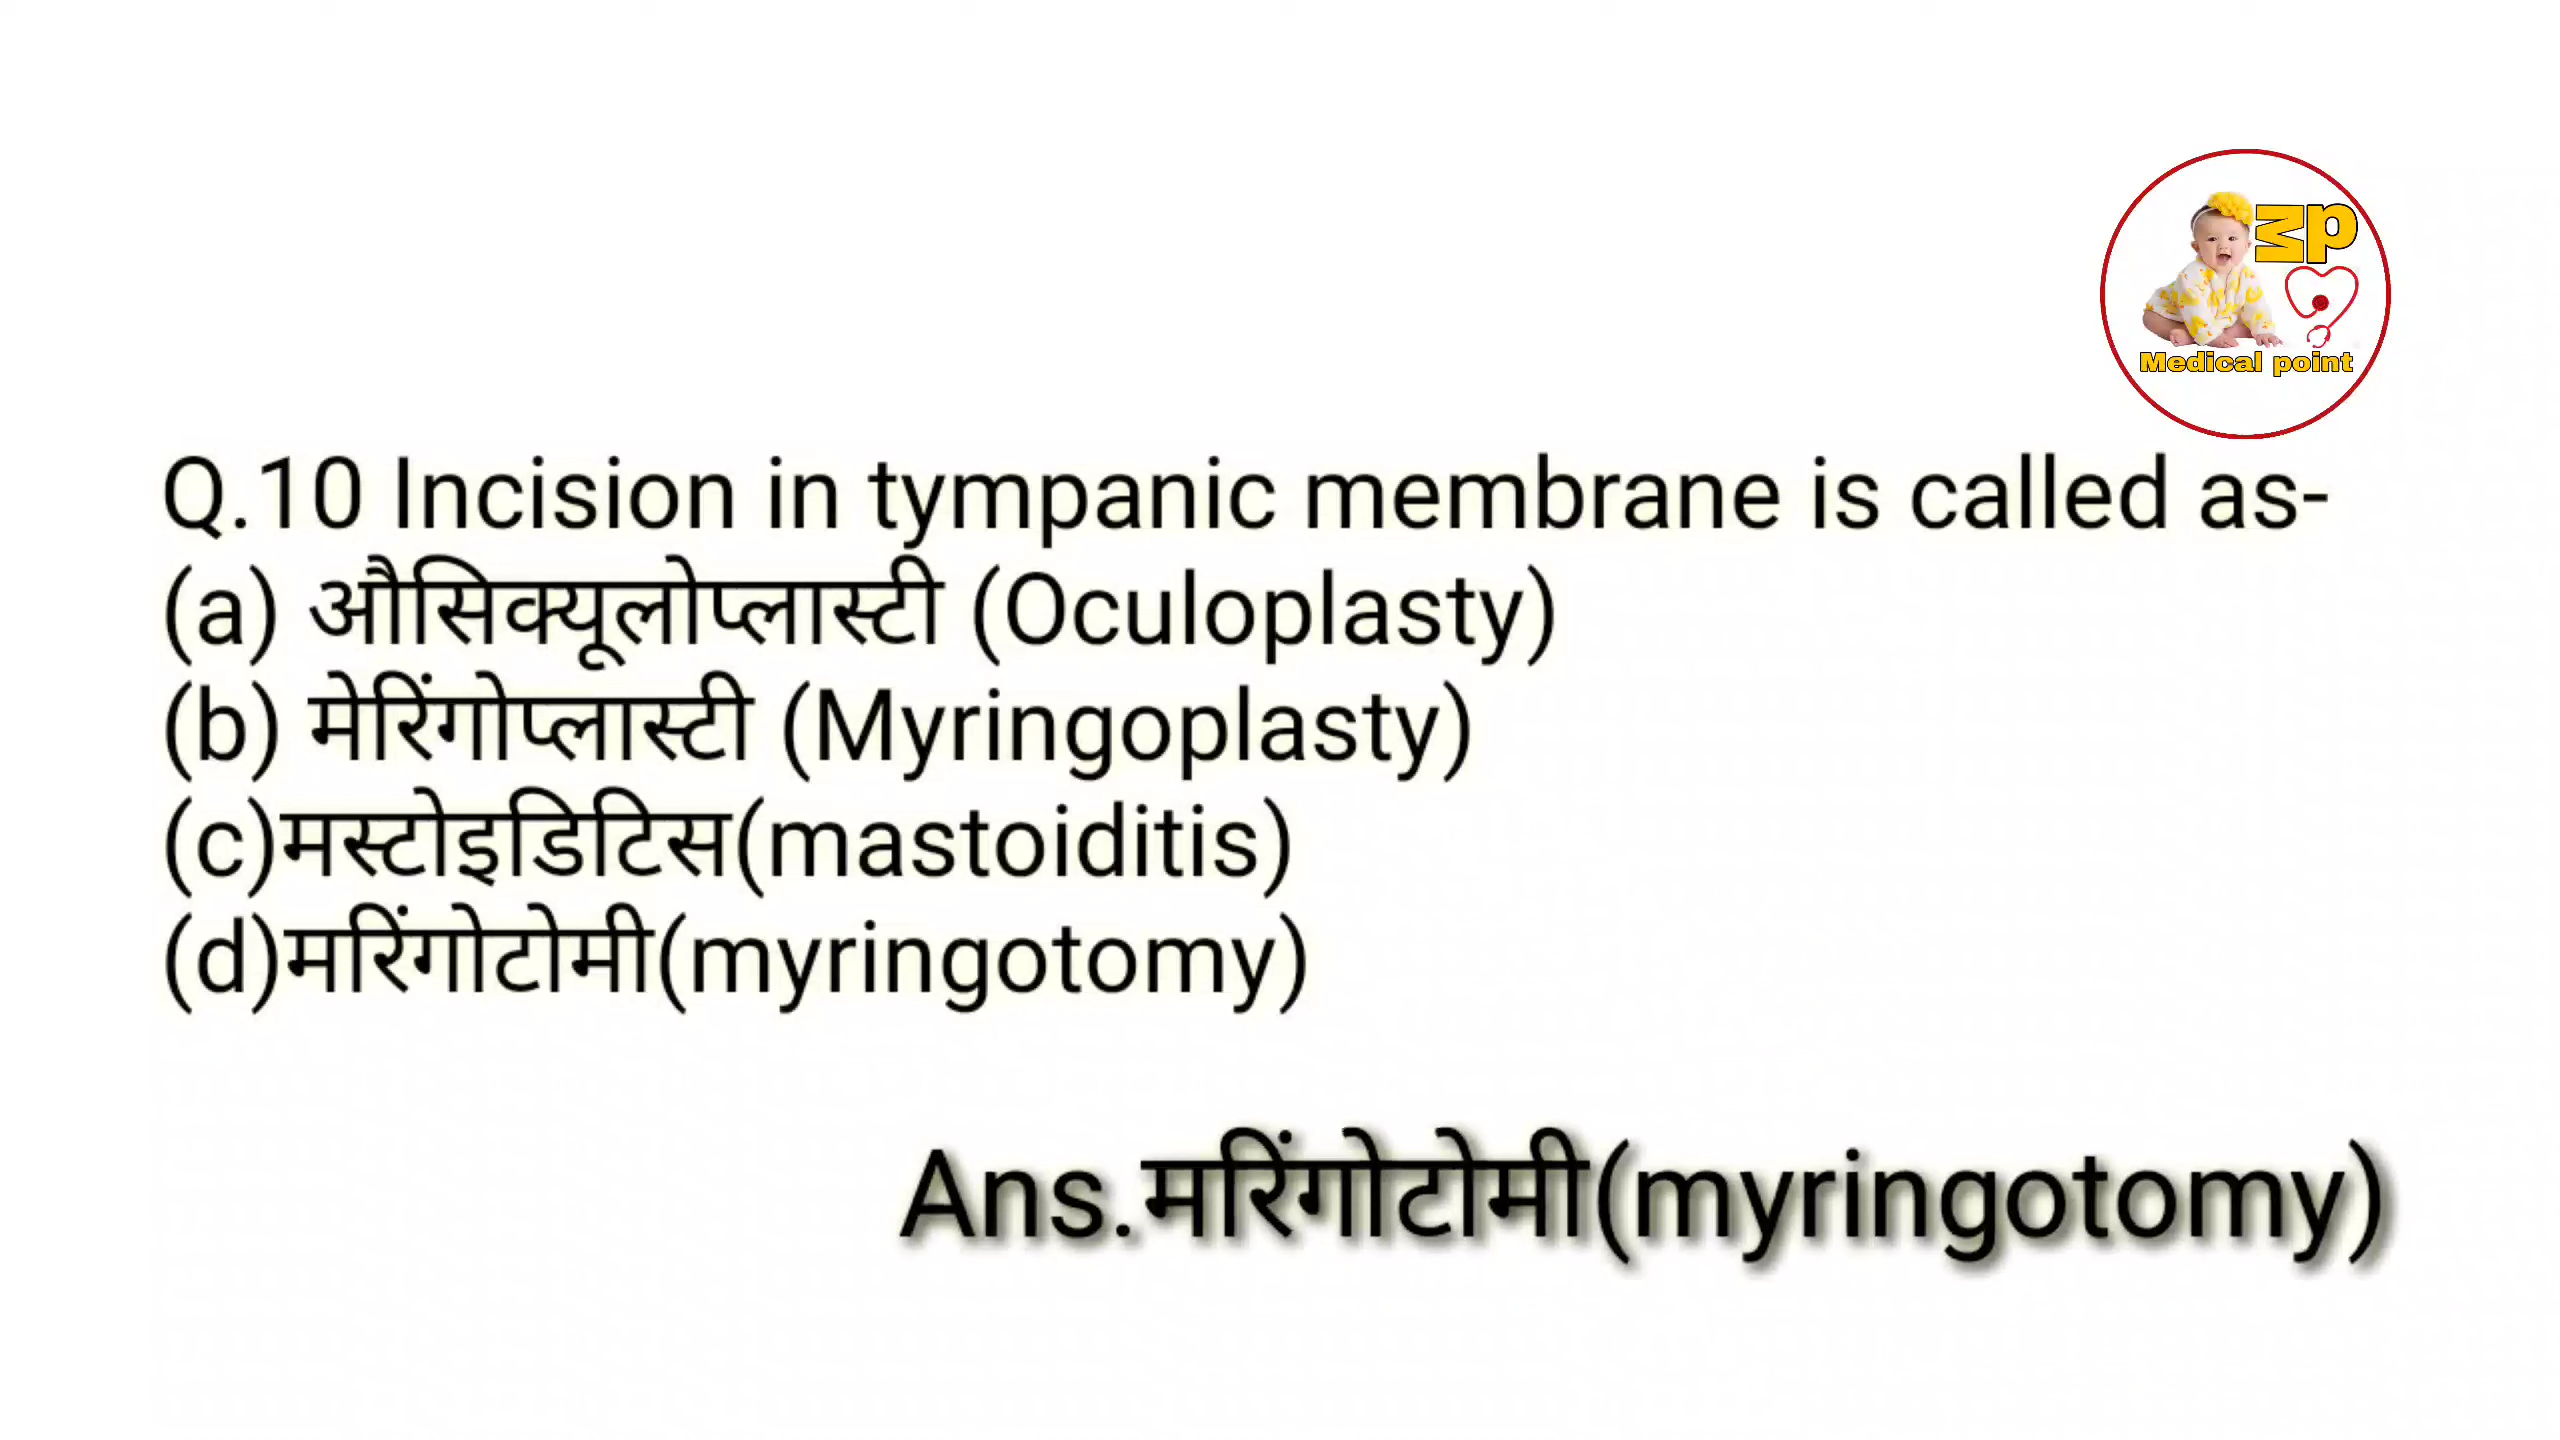 Mp
Medical point
Q.10 Incision in tympanic membrane is called as-
(a) औसिक्यूलोप्लास्टी (Oculoplasty)
(b) मेरिंगोप्लास्टी (Myringoplasty)
(c)मस्टोइडिटिस(mastoiditis)
(d)मरिंगोटोमी(myringotomy)
Ans.मरिंगोटोमी(myringotomy)